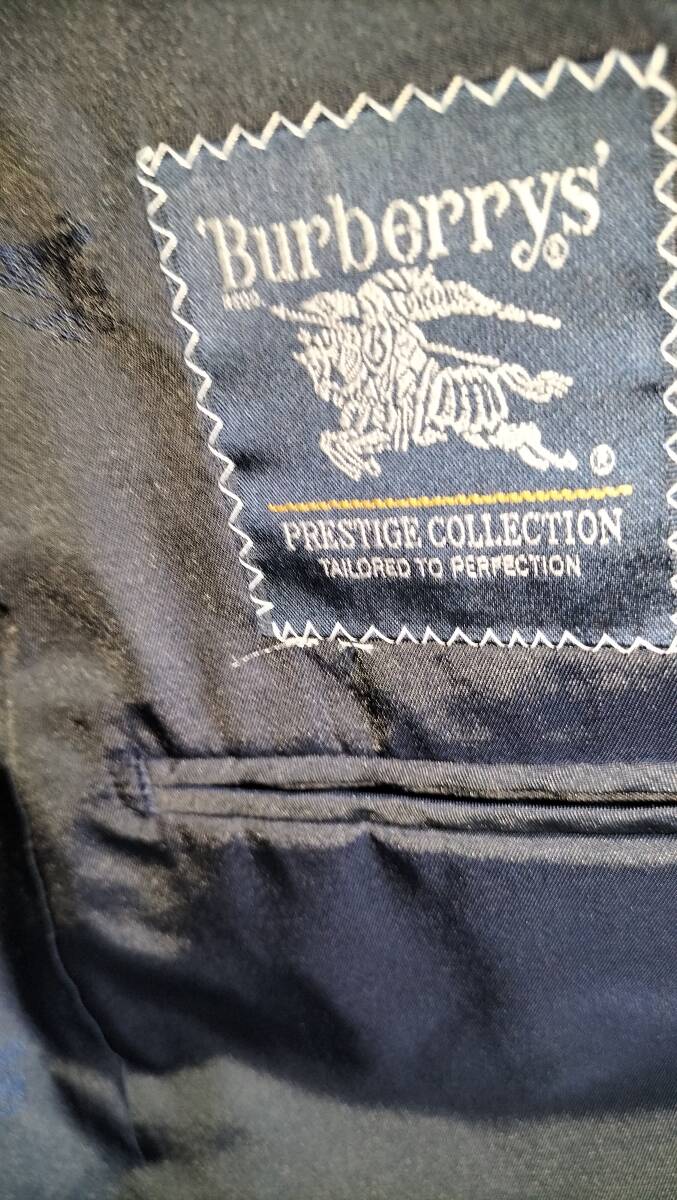 Burberrys'®
®
PRESTIGE COLLECTION
TAILORED TO PERFECTION